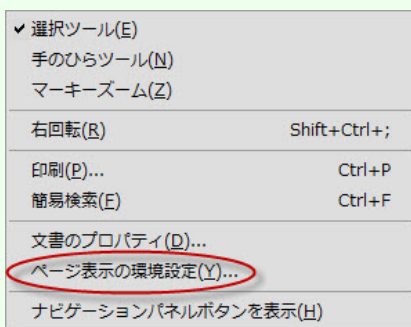 選択ツール(E)
手のひらツール(N)
マーキーズーム(Z)
右回転(R) Shift+Ctrl+;
印刷(P)... Ctrl+P
簡易検索(F) Ctrl+F
文書のプロパティ(D)...
ページ表示の環境設定(Y)...
ナビゲーションパネルボタンを表示(H)